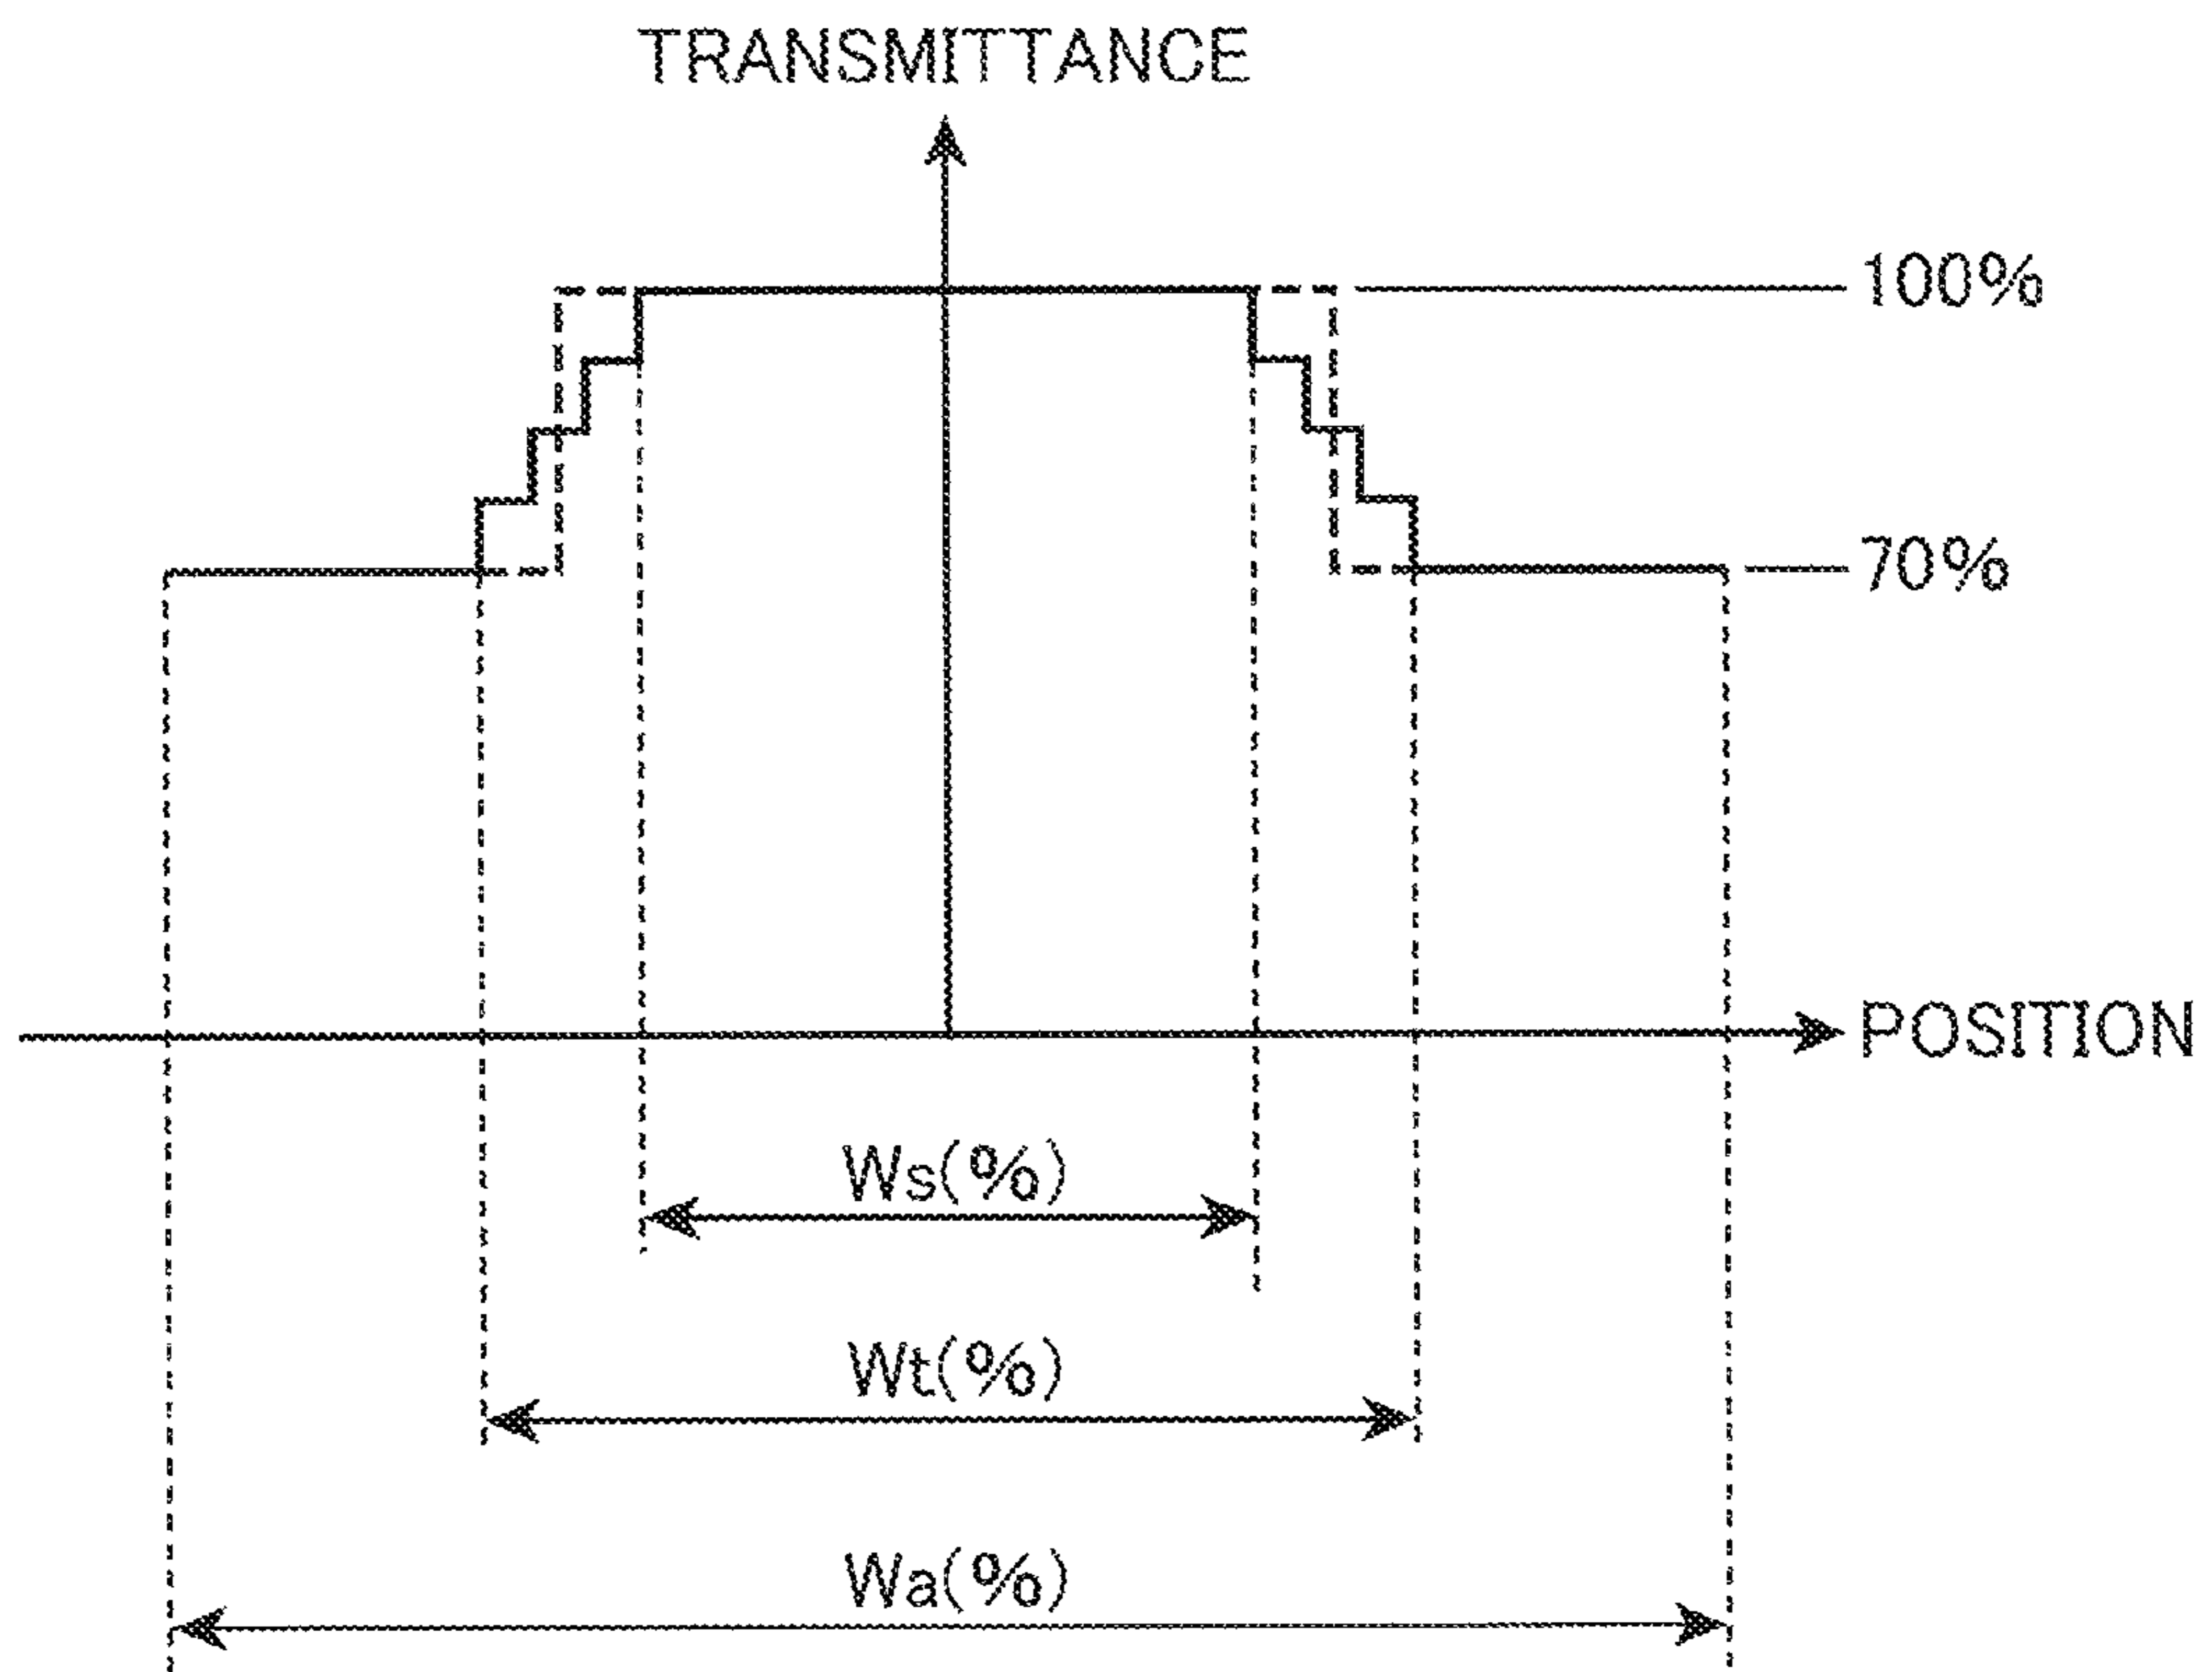 TRANSMITTANCE
100%
70%
POSITION
Ws(%)
Wt(%)
Wa(%)